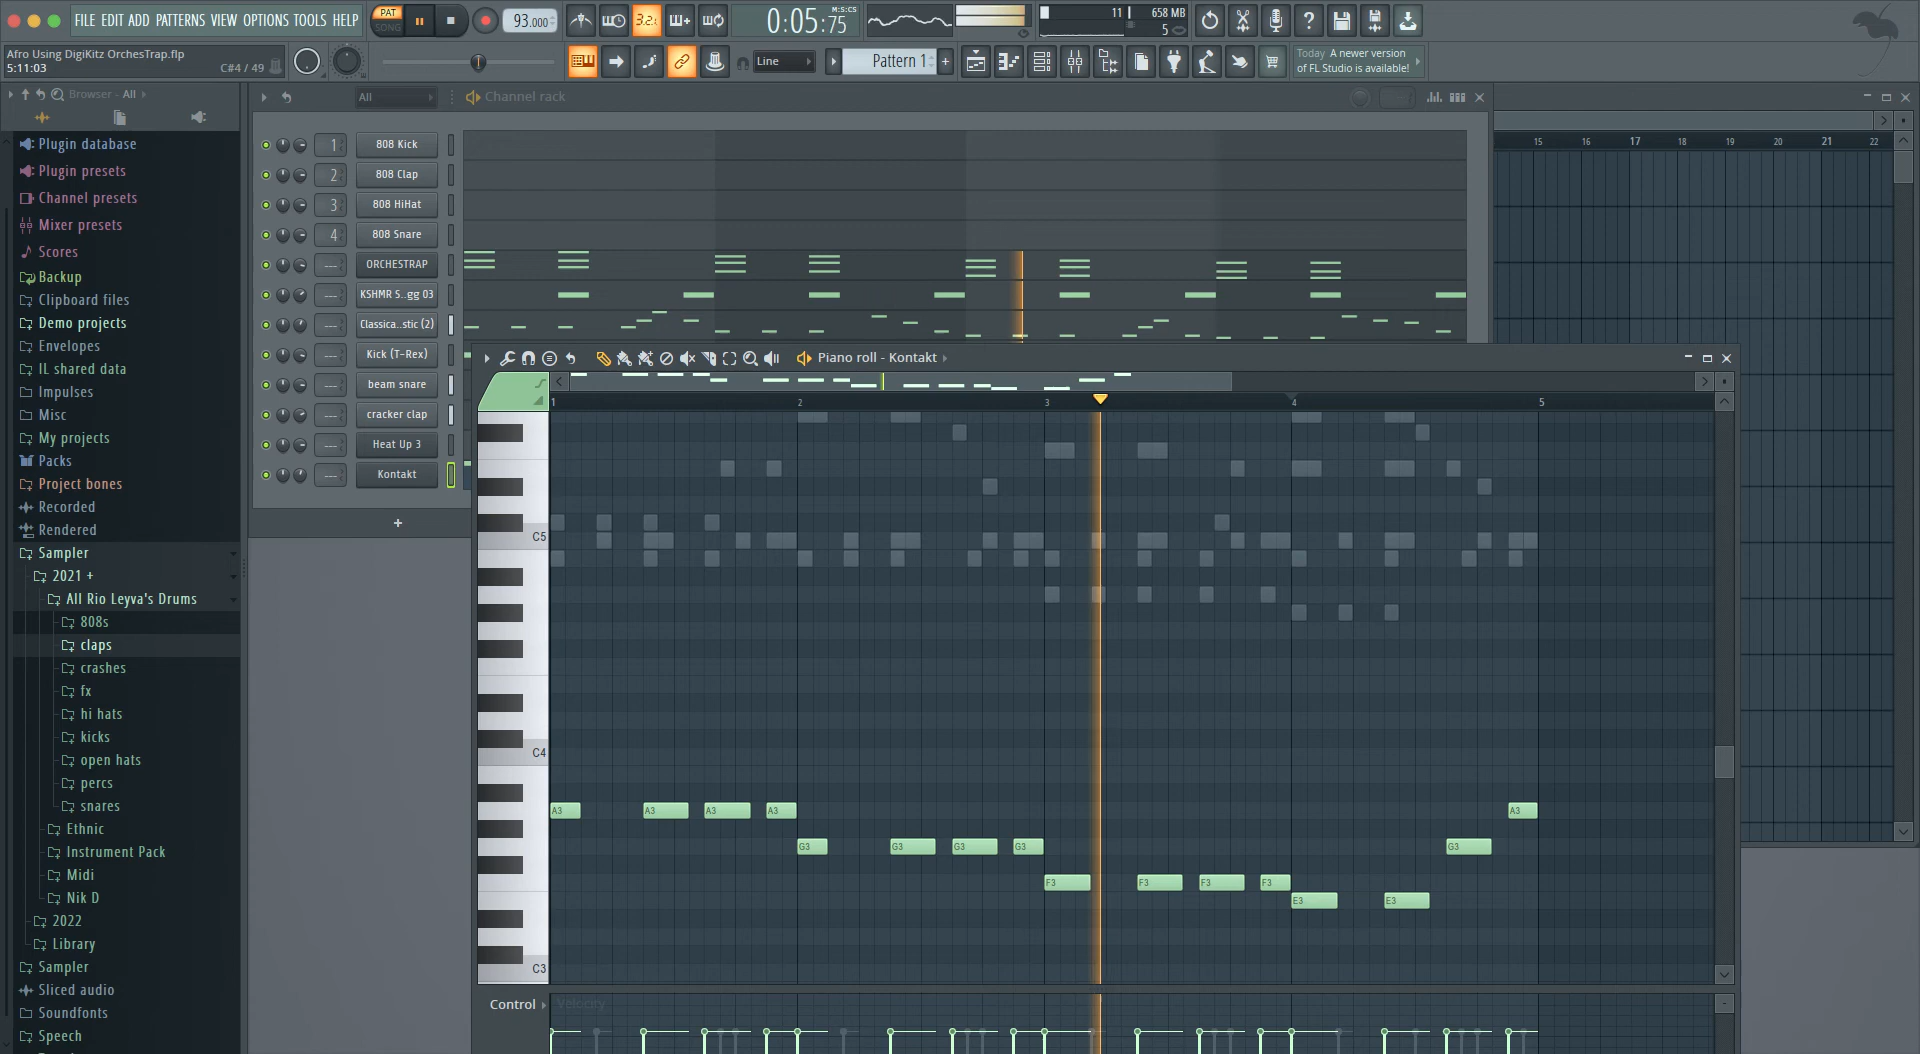 FILE EDIT ADD PATTERNS VIEW OPTIONS TOOLS HELP
PAT
SONG
93.000
3.2.
0:05:75
M:S:CS
11
658 MB
5
Afro Using DigiKitz OrchesTrap.flp
5:11:03
C#4 / 49
Line
Pattern 1
+
Today A newer version
of FL Studio is available!
Browser - All
All
Channel rack
Plugin database
Plugin presets
Channel presets
Mixer presets
Scores
Backup
Clipboard files
Demo projects
Envelopes
IL shared data
Impulses
Misc
My projects
Packs
Project bones
Recorded
Rendered
Sampler
2021 +
All Rio Leyva's Drums
808s
claps
crashes
fx
hi hats
kicks
open hats
percs
snares
Ethnic
Instrument Pack
Midi
Nik D
2022
Library
Sampler
Sliced audio
Soundfonts
Speech
1 808 Kick
2 808 Clap
3 808 HiHat
4 808 Snare
--- ORCHESTRAP
--- KSHMR S..gg 03
--- Classica..stic (2)
--- Kick (T-Rex)
--- beam snare
--- cracker clap
--- Heat Up 3
--- Kontakt
+
15 16 17 18 19 20 21 22
Piano roll - Kontakt
1 2 3 4 5
C5
C4
A3 A3 A3 A3 A3
G3 G3 G3 G3 G3
F3 F3 F3 F3
E3 E3
C3
Control Velocity